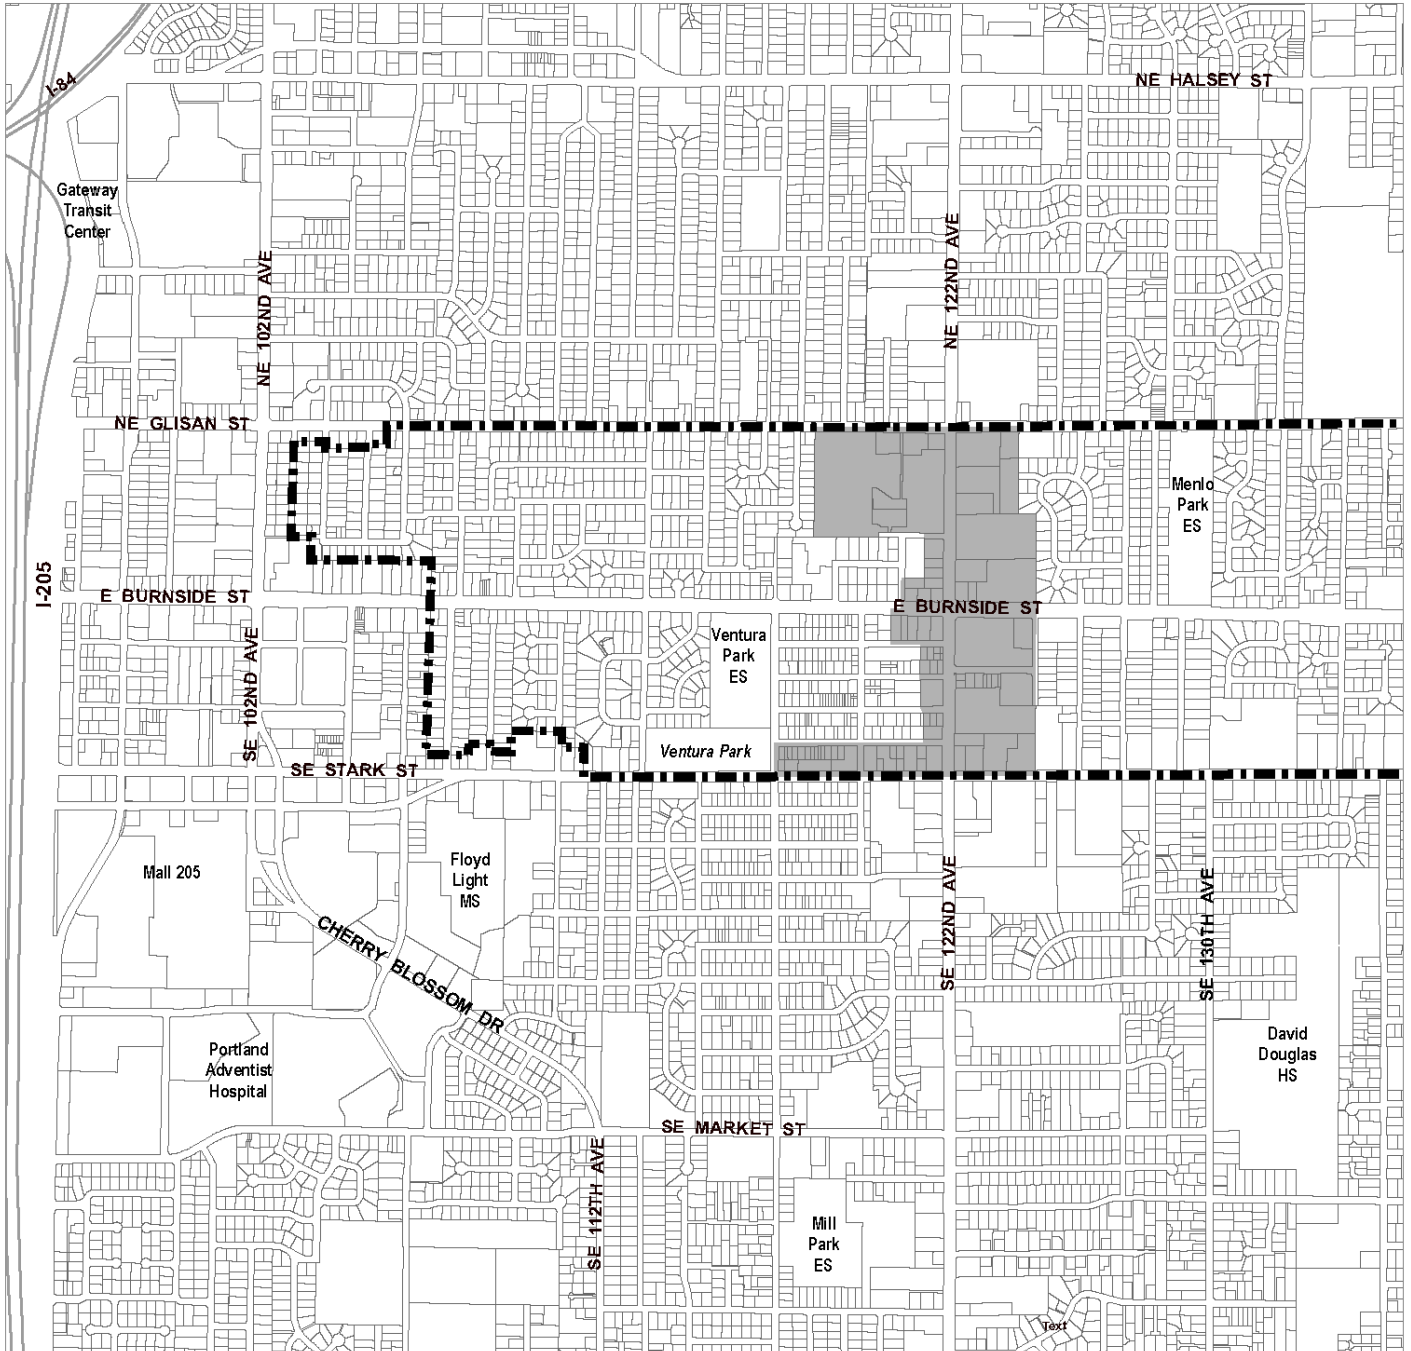 NE HALSEY ST
I-84
Gateway
Transit
Center
NE 102ND AVE
NE 122ND AVE
NE GLISAN ST
Menlo
Park
ES
I-205
E BURNSIDE ST
E BURNSIDE ST
SE 102ND AVE
Ventura
Park
ES
Ventura Park
SE STARK ST
Mall 205
Floyd
Light
MS
SE 122ND AVE
SE 130TH AVE
CHERRY BLOSSOM DR
Portland
Adventist
Hospital
David
Douglas
HS
SE MARKET ST
SE 112TH AVE
Mill
Park
ES
Text